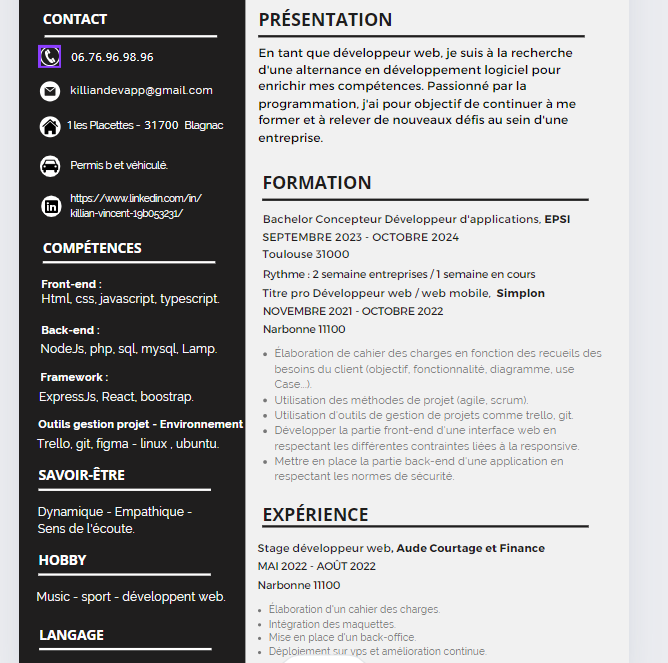 CONTACT
06.76.96.98.96
killiandevapp@gmail.com
1 les Placettes - 31700 Blagnac
Permis b et véhiculé.
https://www.linkedin.com/in/
killian-vincent-19b053231/
COMPÉTENCES
Front-end :
Html, css, javascript, typescript.
Back-end :
NodeJs, php, sql, mysql, Lamp.
Framework :
ExpressJs, React, boostrap.
Outils gestion projet - Environnement
Trello, git, figma - linux , ubuntu.
SAVOIR-ÊTRE
Dynamique - Empathique -
Sens de l'écoute.
HOBBY
Music - sport - développent web.
LANGAGE
PRÉSENTATION
En tant que développeur web, je suis à la recherche
d'une alternance en développement logiciel pour
enrichir mes compétences. Passionné par la
programmation, j'ai pour objectif de continuer à me
former et à relever de nouveaux défis au sein d'une
entreprise.
FORMATION
Bachelor Concepteur Développeur d'applications, EPSI
SEPTEMBRE 2023 - OCTOBRE 2024
Toulouse 31000
Rythme : 2 semaine entreprises / 1 semaine en cours
Titre pro Développeur web / web mobile, Simplon
NOVEMBRE 2021 - OCTOBRE 2022
Narbonne 11100
• Élaboration de cahier des charges en fonction des recueils des
besoins du client (objectif, fonctionnalité, diagramme, use
Case...).
• Utilisation des méthodes de projet (agile, scrum).
• Utilisation d'outils de gestion de projets comme trello, git.
• Développer la partie front-end d'une interface web en
respectant les différentes contraintes liées à la responsive.
• Mettre en place la partie back-end d'une application en
respectant les normes de sécurité.
EXPÉRIENCE
Stage développeur web, Aude Courtage et Finance
MAI 2022 - AOÛT 2022
Narbonne 11100
• Élaboration d'un cahier des charges.
• Intégration des maquettes.
• Mise en place d'un back-office.
• Déploiement sur vps et amélioration continue.